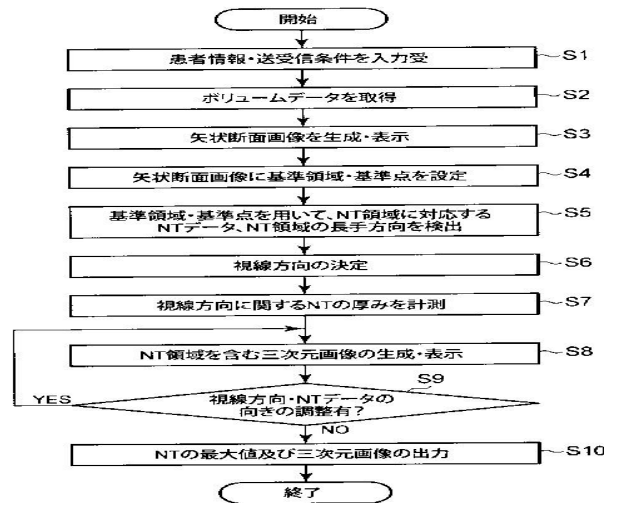 開始
患者情報・送受信条件を入力受
S1
ボリュームデータを取得
S2
矢状断面画像を生成・表示
S3
矢状断面画像に基準領域・基準点を設定
S4
基準領域・基準点を用いて、NT領域に対応する
NTデータ、NT領域の長手方向を検出
S5
視線方向の決定
S6
視線方向に関するNTの厚みを計測
S7
NT領域を含む三次元画像の生成・表示
S8
S9
視線方向・NTデータの
向きの調整有?
YES
NO
NTの最大値及び三次元画像の出力
S10
終了